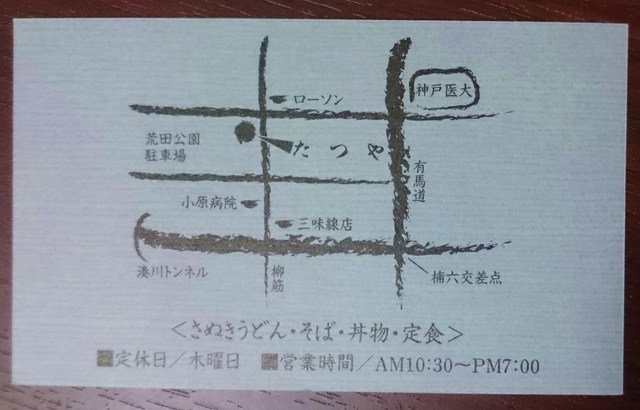 ローソン
神戸医大
荒田公園
駐車場
たつや
有馬道
小原病院
三味線店
湊川トンネル
柳筋
楠六交差点
＜さぬきうどん・そば・丼物・定食＞
定休日／木曜日 営業時間／AM10:30〜PM7:00